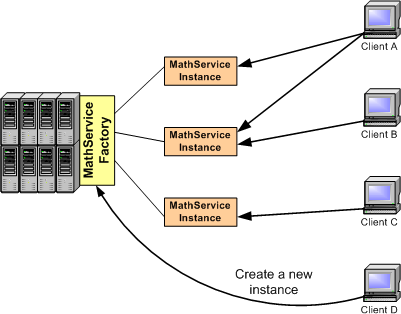 MathService
Factory
MathService
Instance
MathService
Instance
MathService
Instance
Client A
Client B
Client C
Client D
Create a new
instance